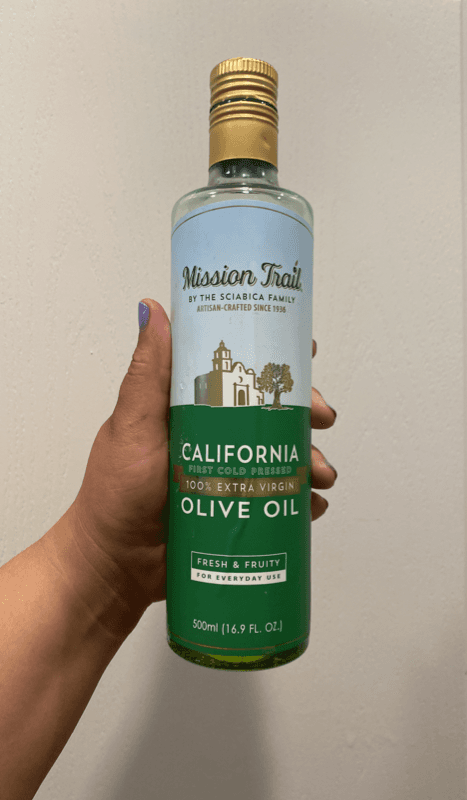 Mission Trail
BY THE SCIABICA FAMILY
ARTISAN-CRAFTED SINCE 1936
CALIFORNIA
FIRST COLD PRESSED
100% EXTRA VIRGIN
OLIVE OIL
FRESH & FRUITY
FOR EVERYDAY USE
500ml (16.9 FL. OZ.)